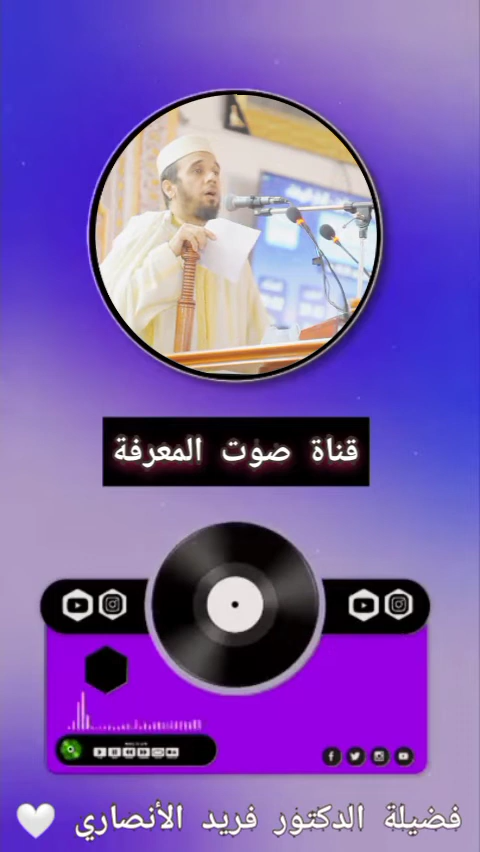 قناة صوت المعرفة
فضيلة الدكتور فريد الأنصاري 🤍